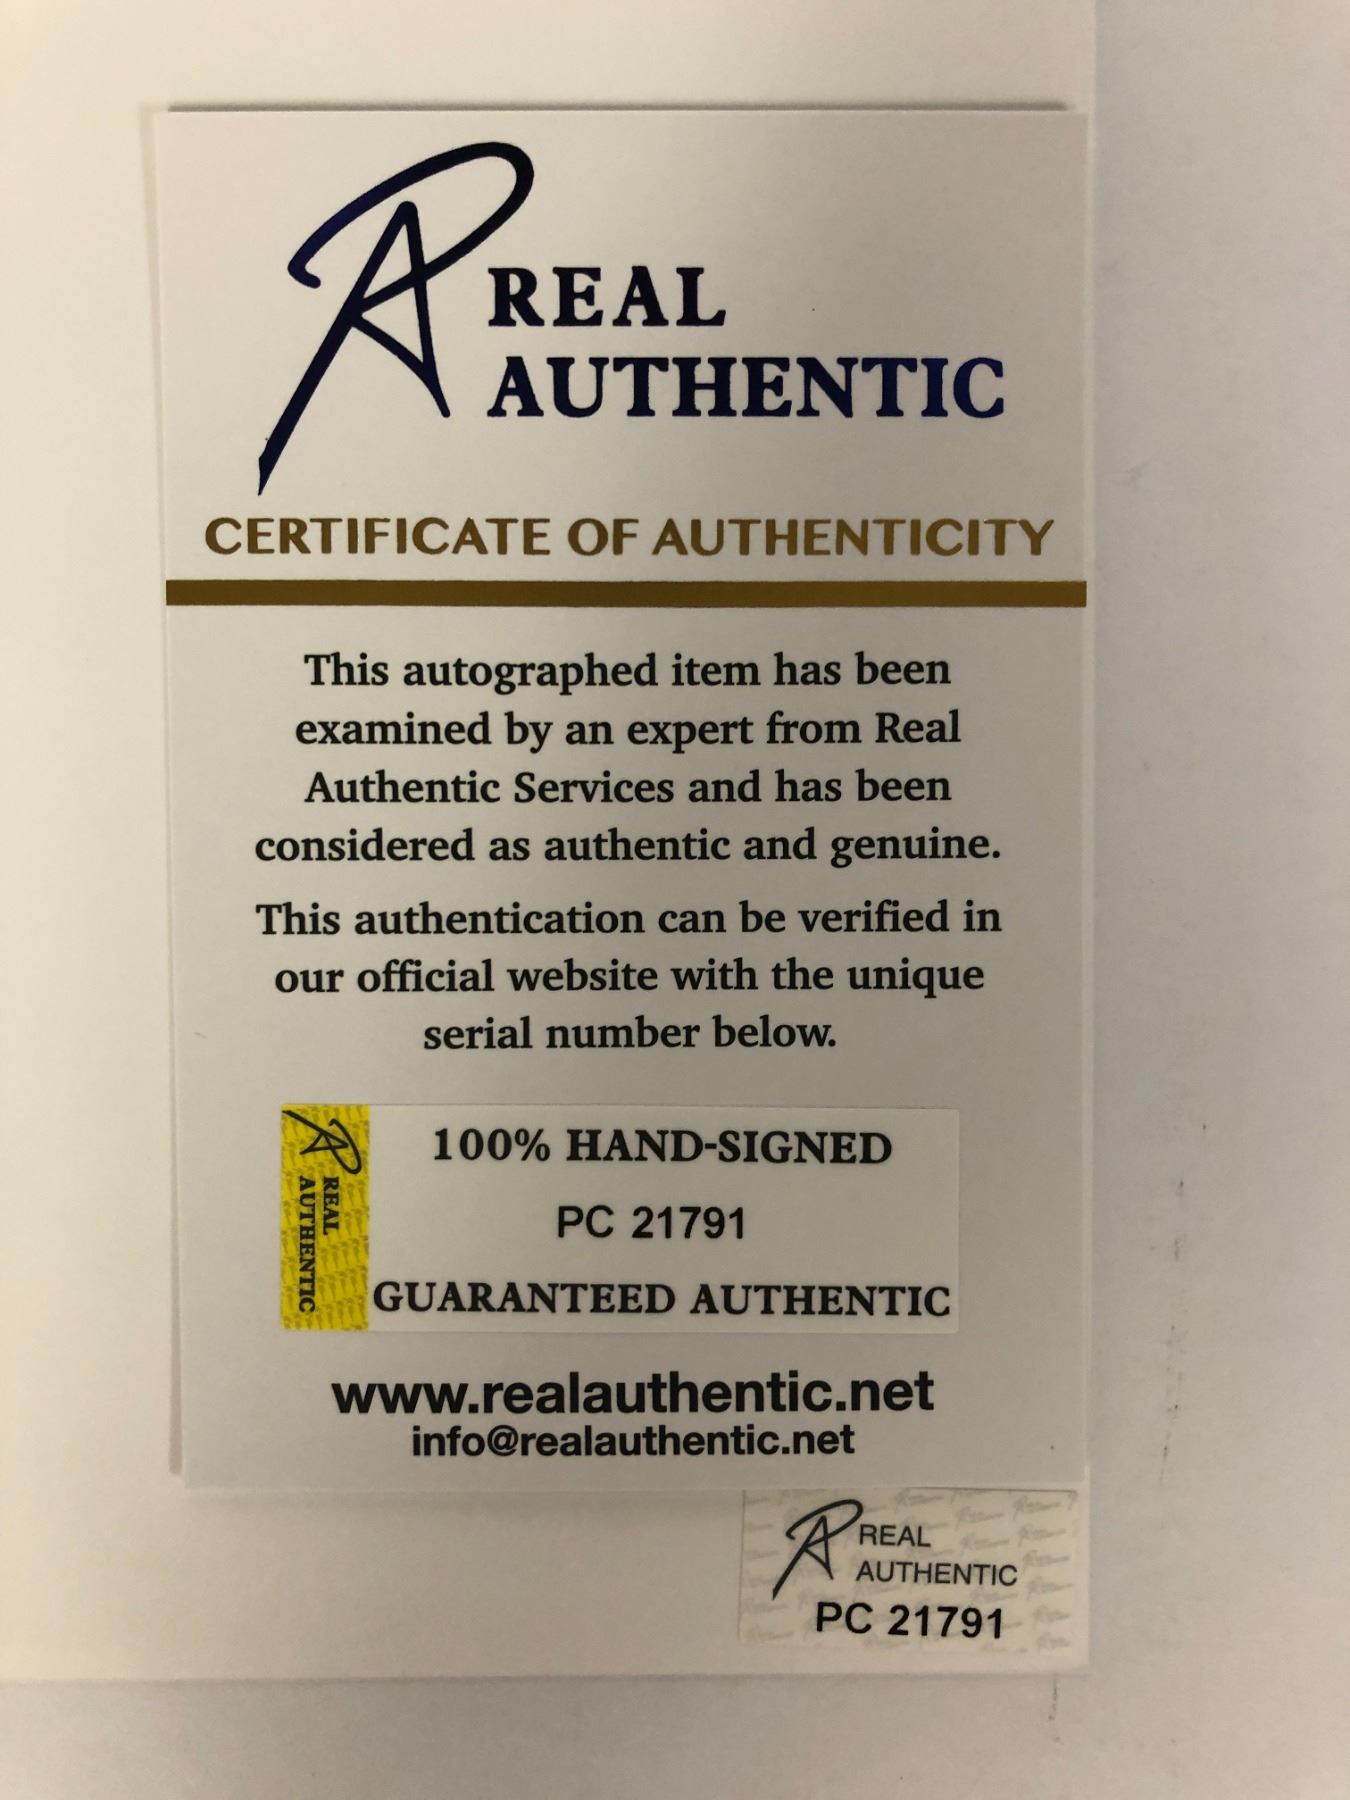 REAL
AUTHENTIC
CERTIFICATE OF AUTHENTICITY
This autographed item has been
examined by an expert from Real
Authentic Services and has been
considered as authentic and genuine.
This authentication can be verified in
our official website with the unique
serial number below.
REAL
AUTHENTIC
100% HAND-SIGNED
PC 21791
GUARANTEED AUTHENTIC
www.realauthentic.net
info@realauthentic.net
REAL
AUTHENTIC
PC 21791